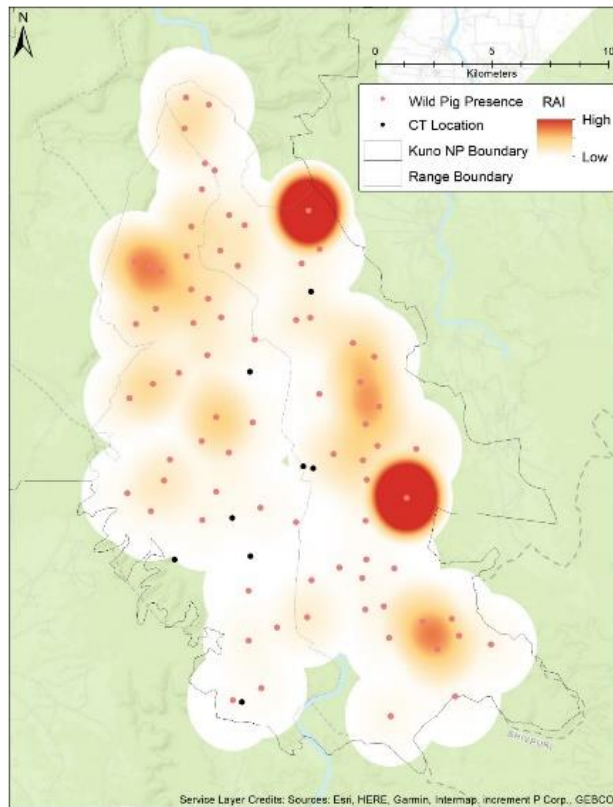 N
0 5 10
Kilometers
Wild Pig Presence
CT Location
Kuno NP Boundary
Range Boundary
RAI
High
Low
SHIVPURI
Service Layer Credits: Sources: Esri, HERE, Garmin, Intermap, increment P Corp., GEBCO